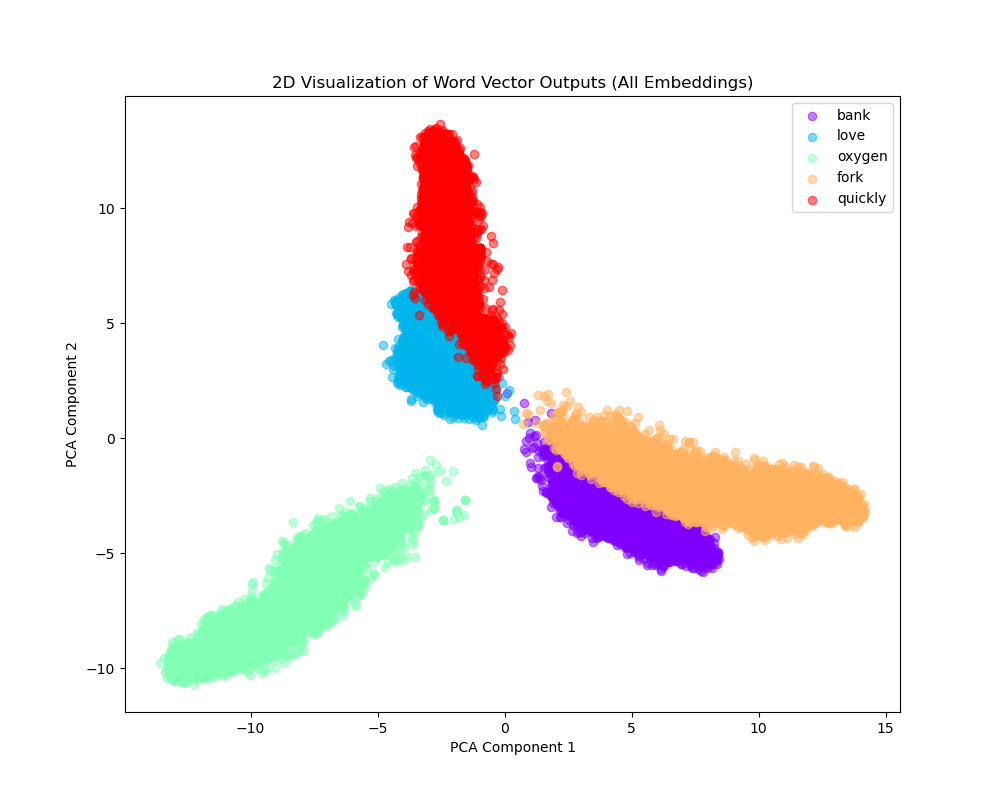 2D Visualization of Word Vector Outputs (All Embeddings)
bank
love
oxygen
fork
quickly
10
5
0
−5
−10
PCA Component 2
−10
−5
0
5
10
15
PCA Component 1